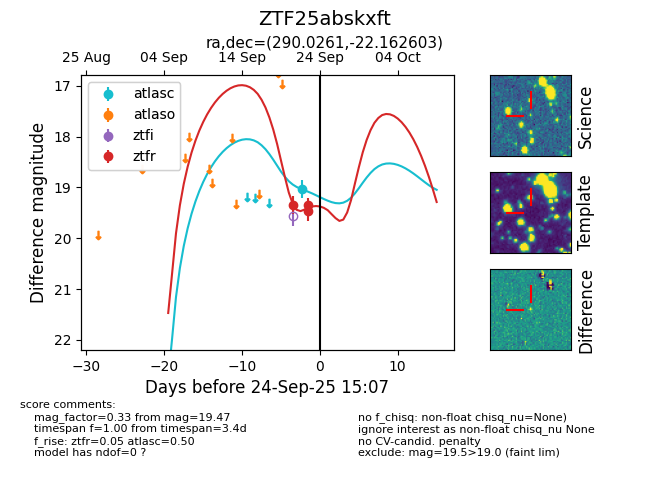 ZTF25abskxft
ra,dec=(290.0261,-22.162603)
25 Aug
04 Sep
14 Sep
24 Sep
04 Oct
atlasc
atlaso
ztfi
ztfr
17
18
19
20
21
22
Difference magnitude
−30
−20
−10
0
10
Days before 24-Sep-25 15:07
Science
Template
Difference
score comments:
mag_factor=0.33 from mag=19.47
timespan f=1.00 from timespan=3.4d
f_rise: ztfr=0.05 atlasc=0.50
model has ndof=0 ?
no f_chisq: non-float chisq_nu=None)
ignore interest as non-float chisq_nu None
no CV-candid. penalty
exclude: mag=19.5>19.0 (faint lim)